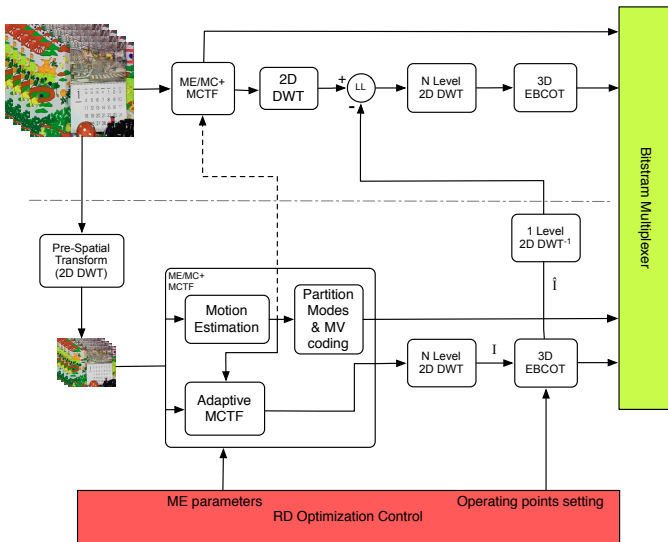 ME/MC+
MCTF
2D
DWT
+
LL
-
N Level
2D DWT
3D
EBCOT
Bitstram Multiplexer
Pre-Spatial
Transform
(2D DWT)
1 Level
2D DWT-1
Î
ME/MC+
MCTF
Motion
Estimation
Partition
Modes
& MV
coding
Adaptive
MCTF
N Level
2D DWT
I
3D
EBCOT
ME parameters
Operating points setting
RD Optimization Control